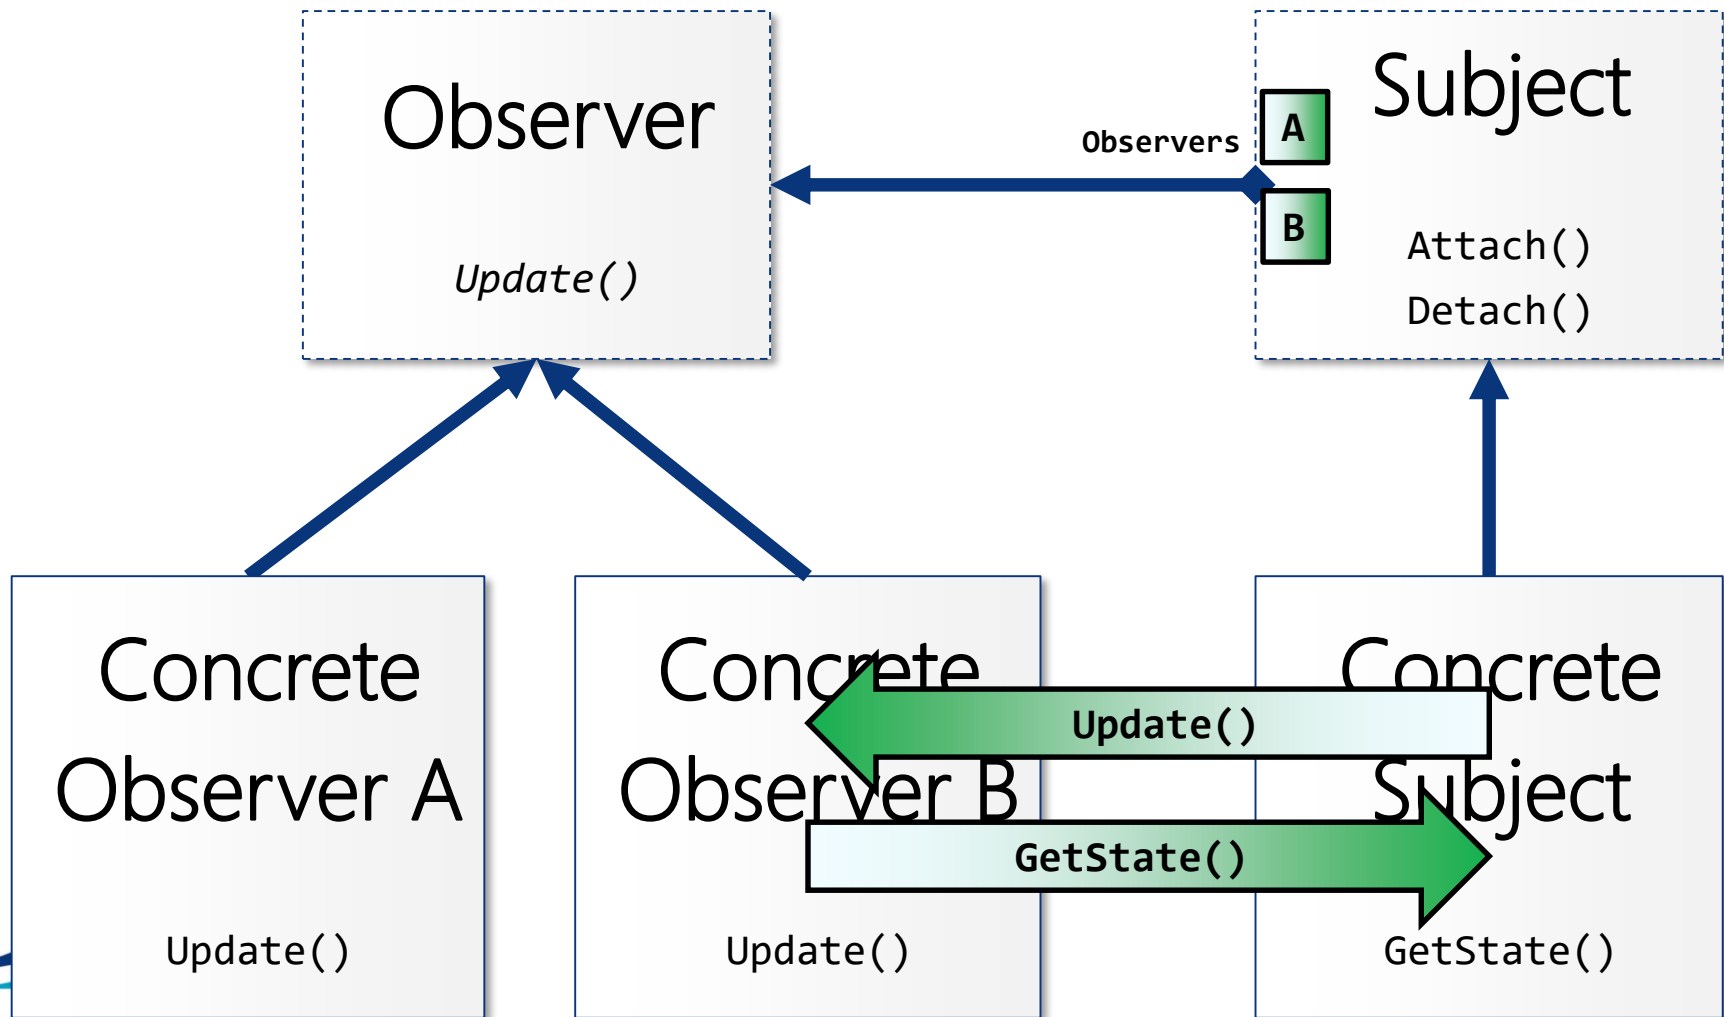 Observer
Update()
Observers
A
B
Subject
Attach()
Detach()
Concrete
Observer A
Update()
Concrete
Observer B
Update()
Concrete
Subject
GetState()
Update()
GetState()